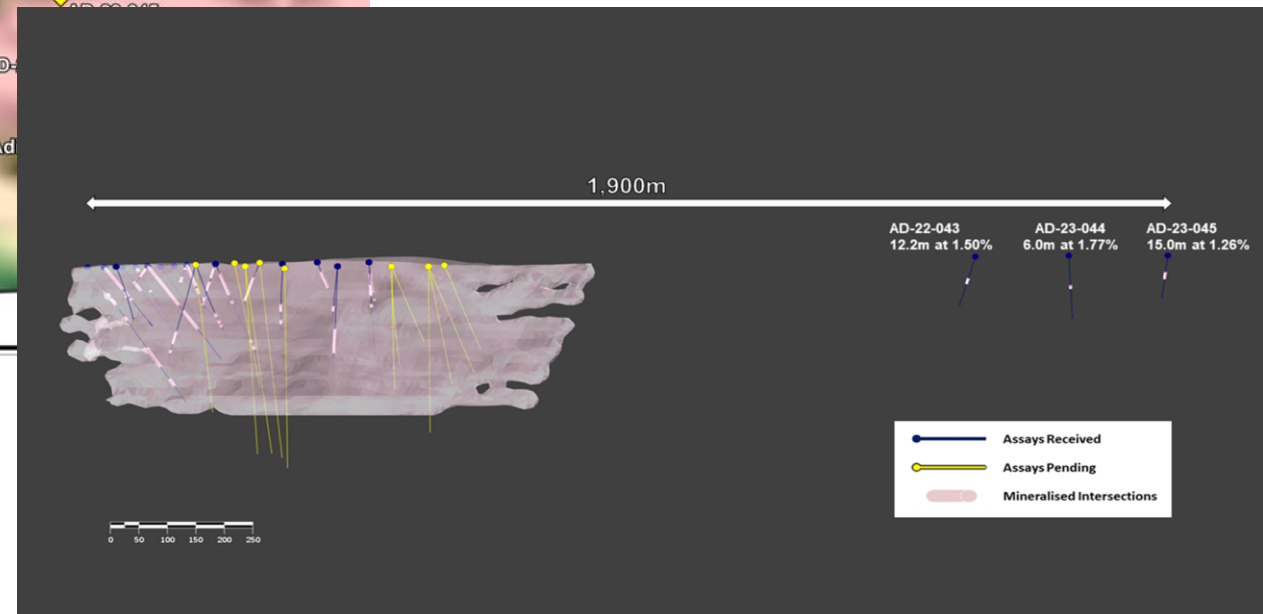 1,900m
AD-22-043
12.2m at 1.50%
AD-23-044
6.0m at 1.77%
AD-23-045
15.0m at 1.26%
Assays Received
Assays Pending
Mineralised Intersections
0 50 100 150 200 250